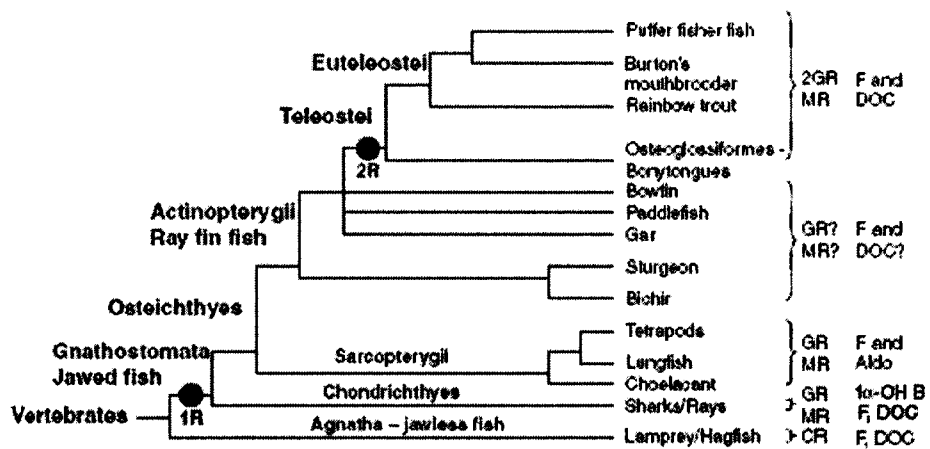 Puffer fisher fish
Euteleostei
Burton's
mouthbrooder
2GR F and
MR DOC
Rainbow trout
Teleostei
Osteoglossiformes -
Bonytongues
2R
Bowfin
Actinopterygii
Ray fin fish
Paddlefish
Gar
GR? F and
MR? DOC?
Sturgeon
Bichir
Osteichthyes
Tetrapods
Sarcopterygii
Lungfish
GR F and
MR Aldo
Choelacant
Gnathostomata
Jawed fish
Chondrichthyes
Sharks/Rays
GR 1α-OH B
MR F, DOC
Vertebrates
1R
Agnatha – jawless fish
Lamprey/Hagfish
CR F, DOC